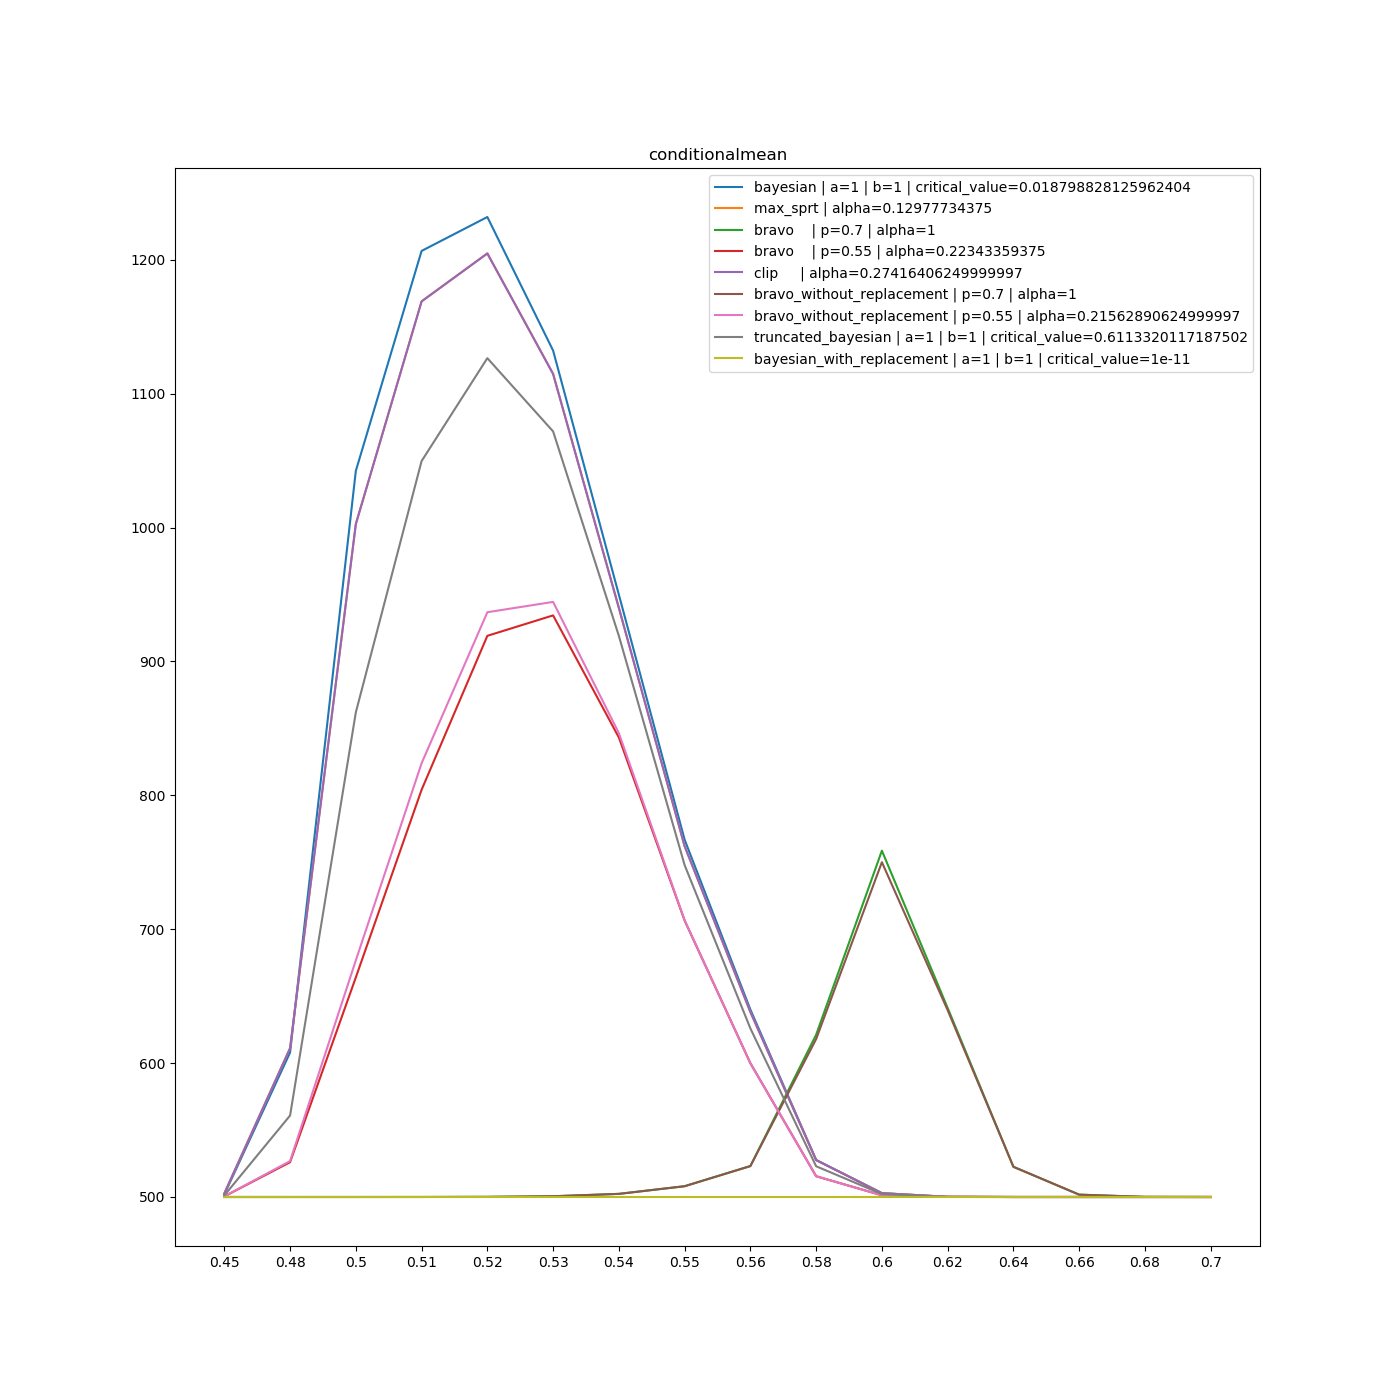 conditionalmean
bayesian | a=1 | b=1 | critical_value=0.018798828125962404
max_sprt | alpha=0.12977734375
bravo    | p=0.7 | alpha=1
bravo    | p=0.55 | alpha=0.22343359375
clip     | alpha=0.27416406249999997
bravo_without_replacement | p=0.7 | alpha=1
bravo_without_replacement | p=0.55 | alpha=0.21562890624999997
truncated_bayesian | a=1 | b=1 | critical_value=0.6113320117187502
bayesian_with_replacement | a=1 | b=1 | critical_value=1e-11
1200
1100
1000
900
800
700
600
500
0.45 0.48 0.5 0.51 0.52 0.53 0.54 0.55 0.56 0.58 0.6 0.62 0.64 0.66 0.68 0.7